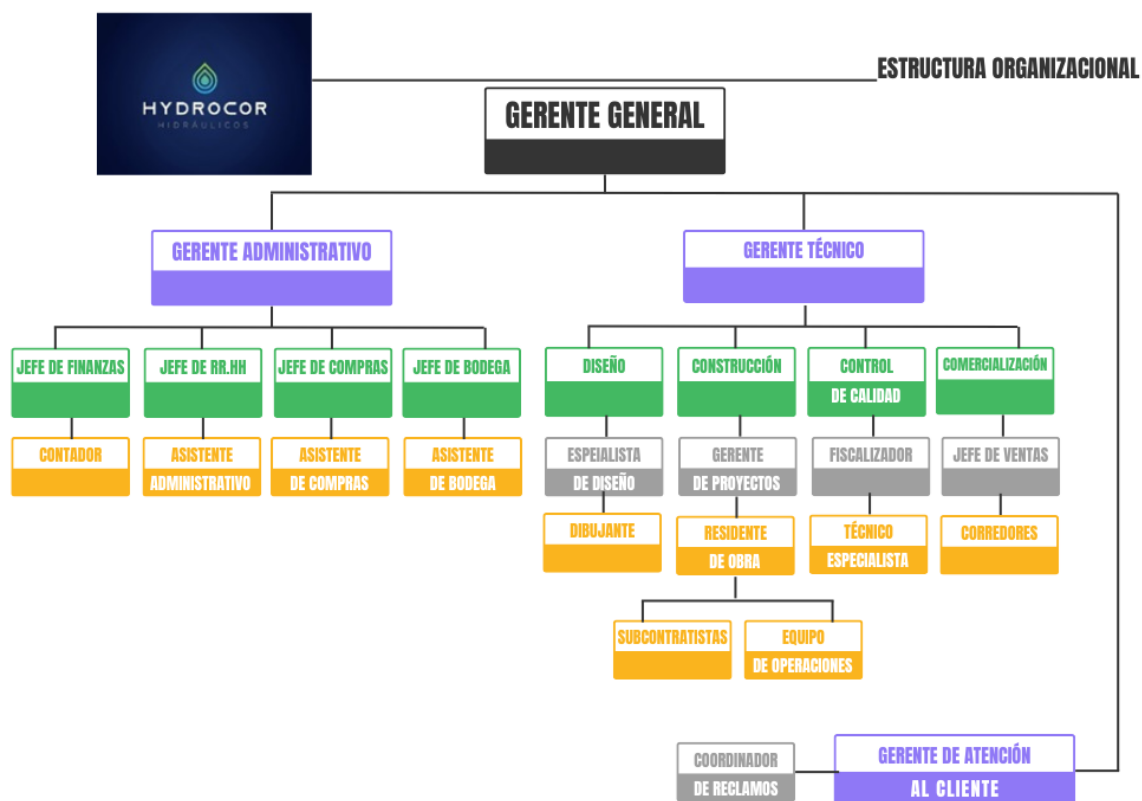 HYDROCOR
HIDRÁULICOS
ESTRUCTURA ORGANIZACIONAL
GERENTE GENERAL
GERENTE ADMINISTRATIVO
GERENTE TÉCNICO
JEFE DE FINANZAS
JEFE DE RR.HH
JEFE DE COMPRAS
JEFE DE BODEGA
DISEÑO
CONSTRUCCIÓN
CONTROL
DE CALIDAD
COMERCIALIZACIÓN
CONTADOR
ASISTENTE
ADMINISTRATIVO
ASISTENTE
DE COMPRAS
ASISTENTE
DE BODEGA
ESPEIALISTA
DE DISEÑO
GERENTE
DE PROYECTOS
FISCALIZADOR
JEFE DE VENTAS
DIBUJANTE
RESIDENTE
DE OBRA
TÉCNICO
ESPECIALISTA
CORREDORES
SUBCONTRATISTAS
EQUIPO
DE OPERACIONES
COORDINADOR
DE RECLAMOS
GERENTE DE ATENCIÓN
AL CLIENTE